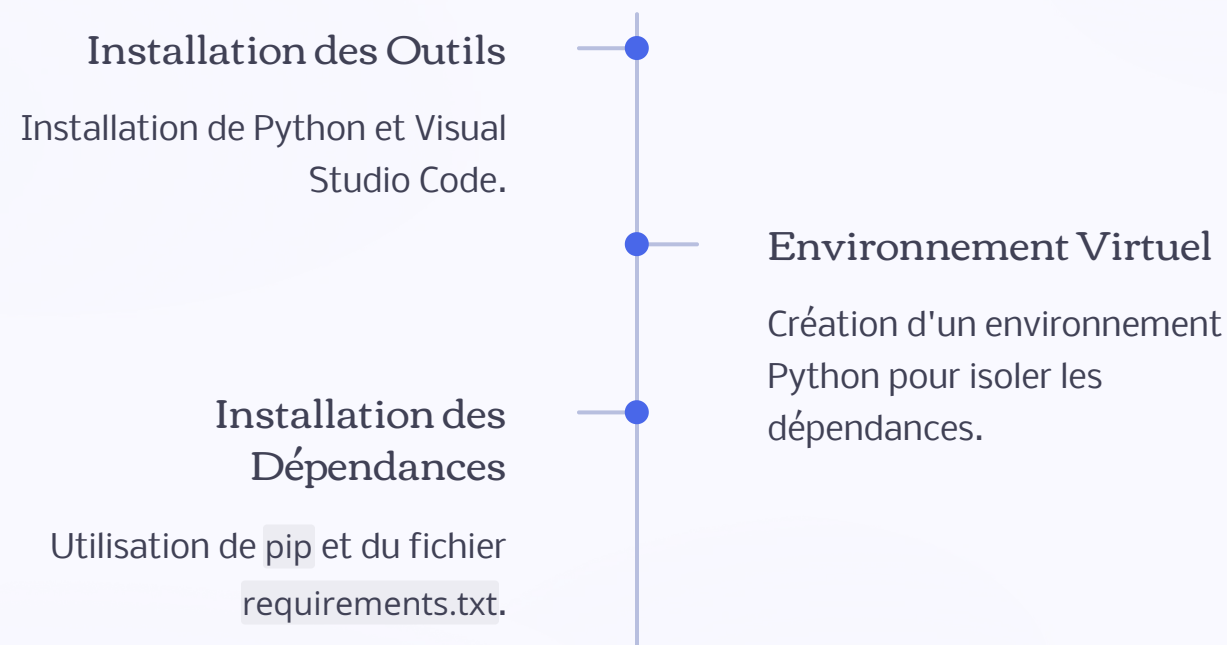 Installation des Outils
Installation de Python et Visual
Studio Code.
Environnement Virtuel
Création d'un environnement
Python pour isoler les
dépendances.
Installation des
Dépendances
Utilisation de pip et du fichier
requirements.txt.